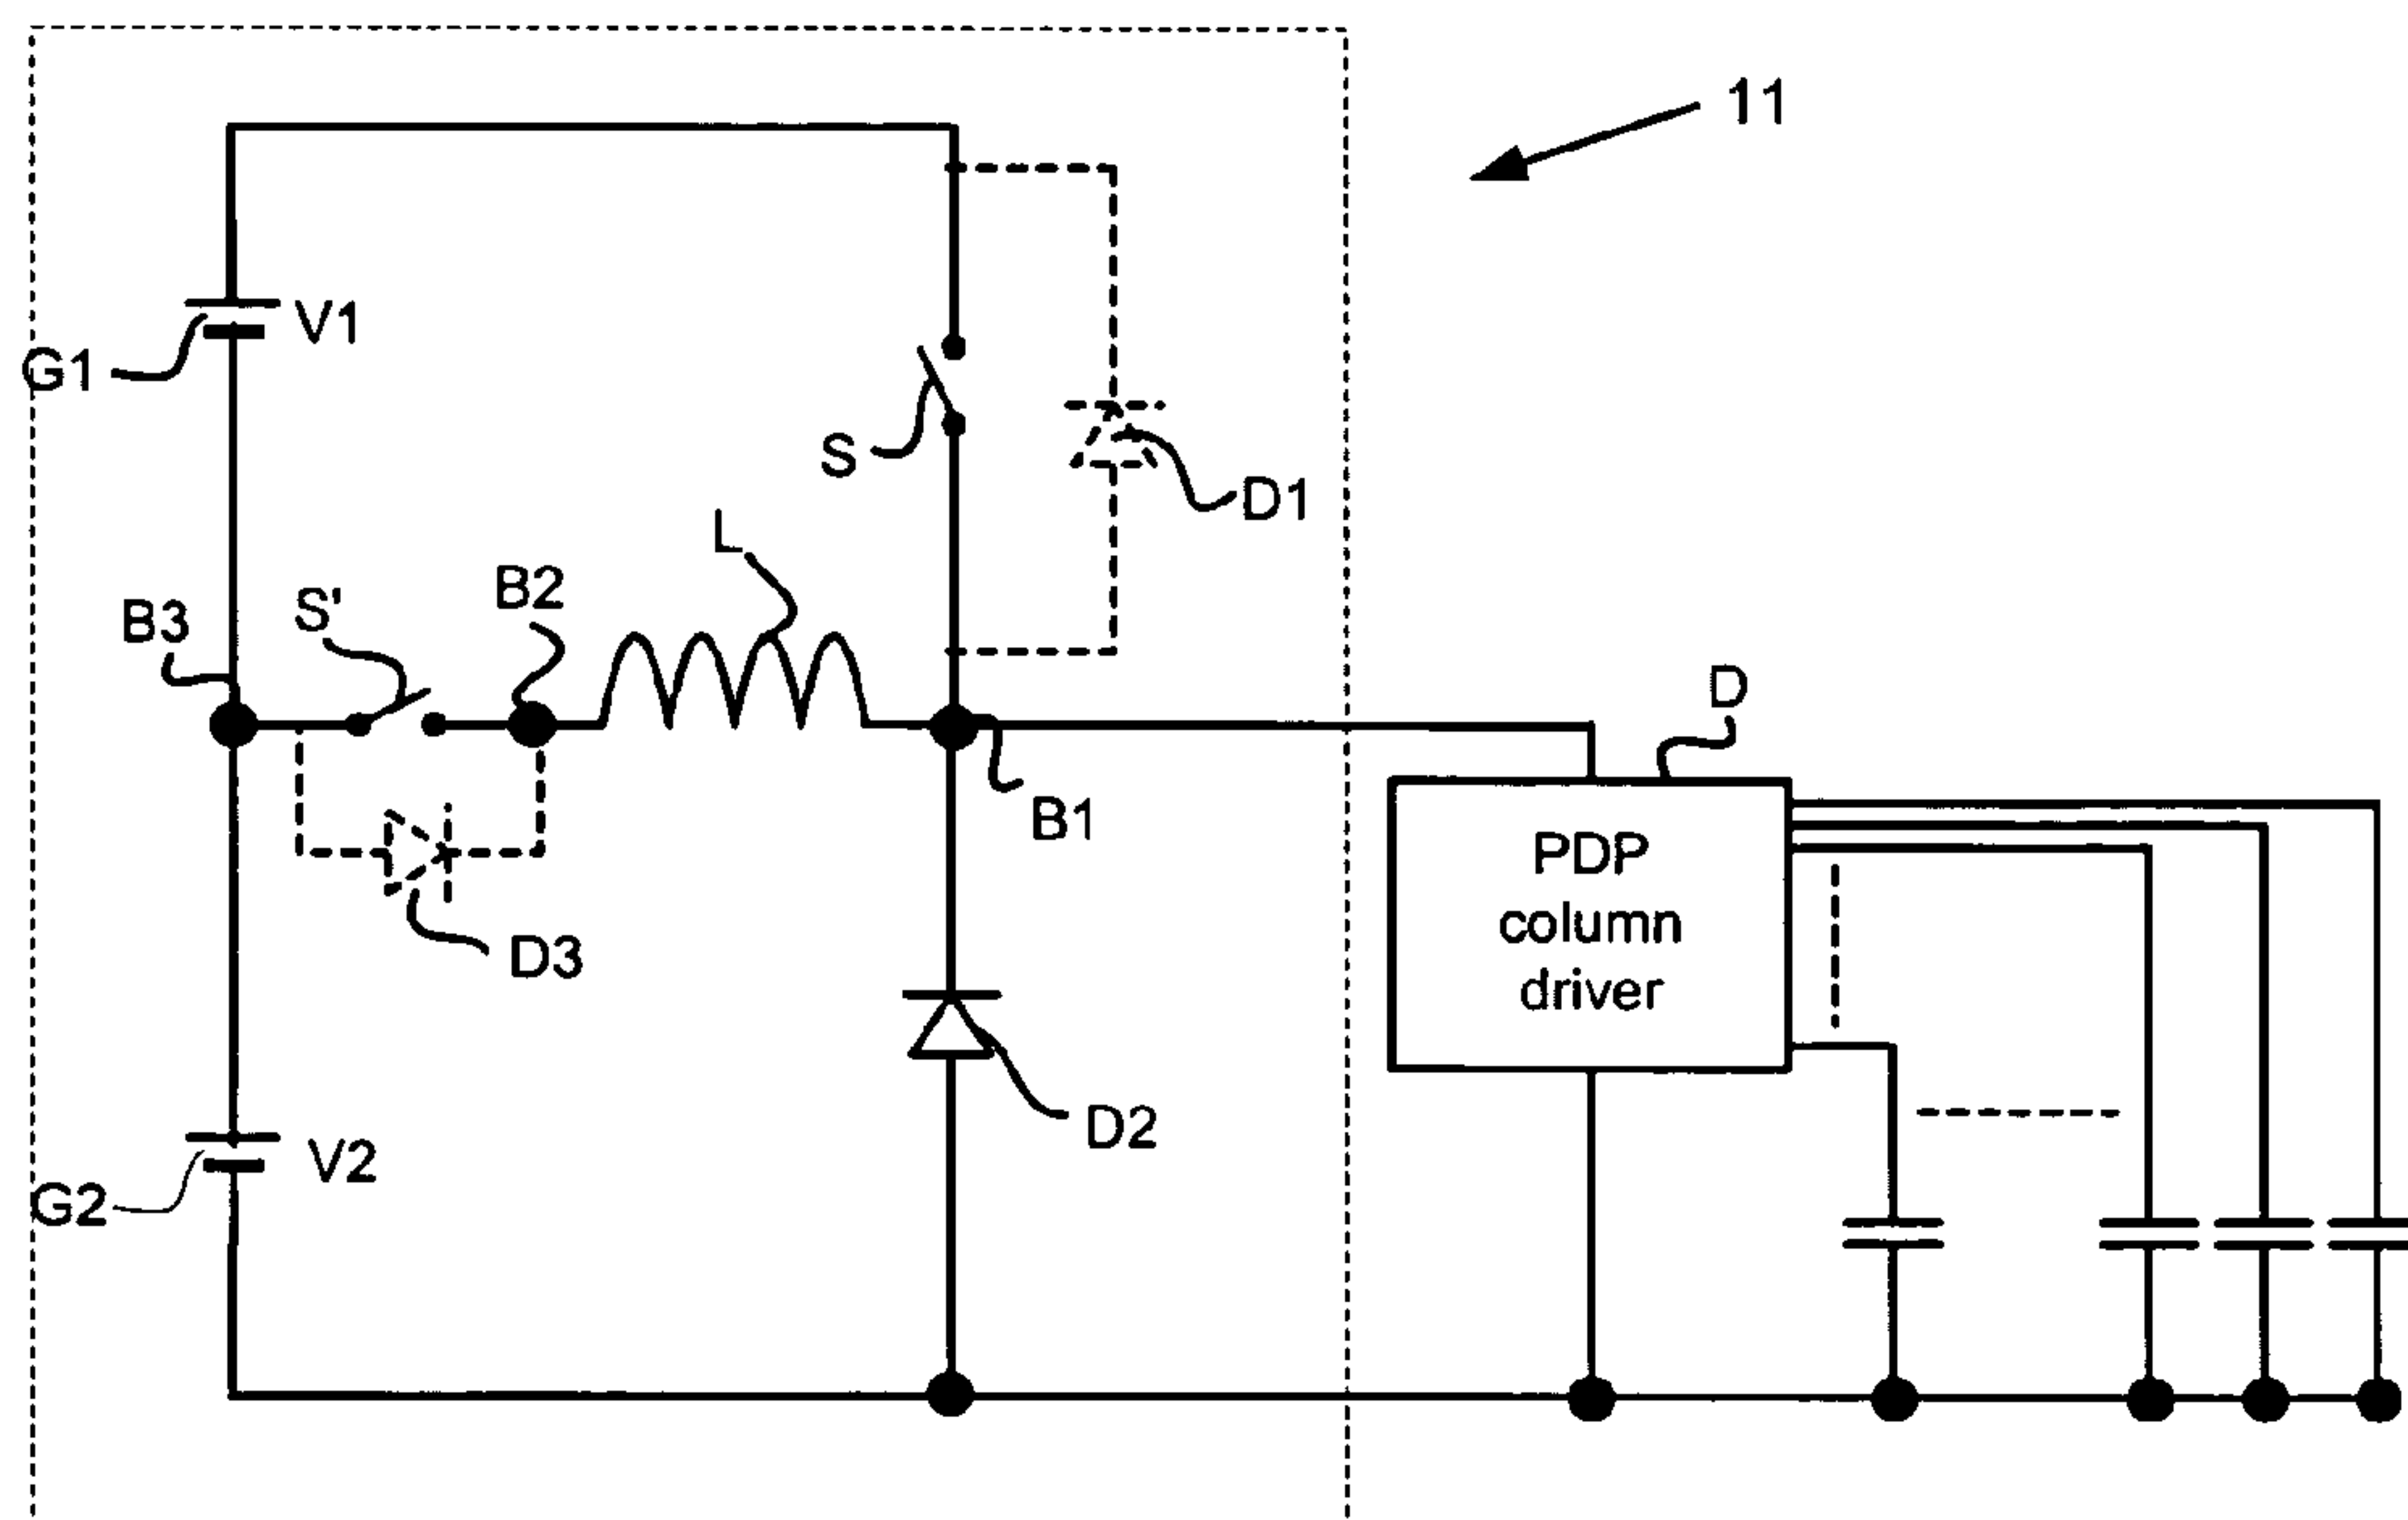 11
V1
G1
S
D1
L
B2
S'
B3
D
B1
PDP
column
driver
D3
D2
V2
G2